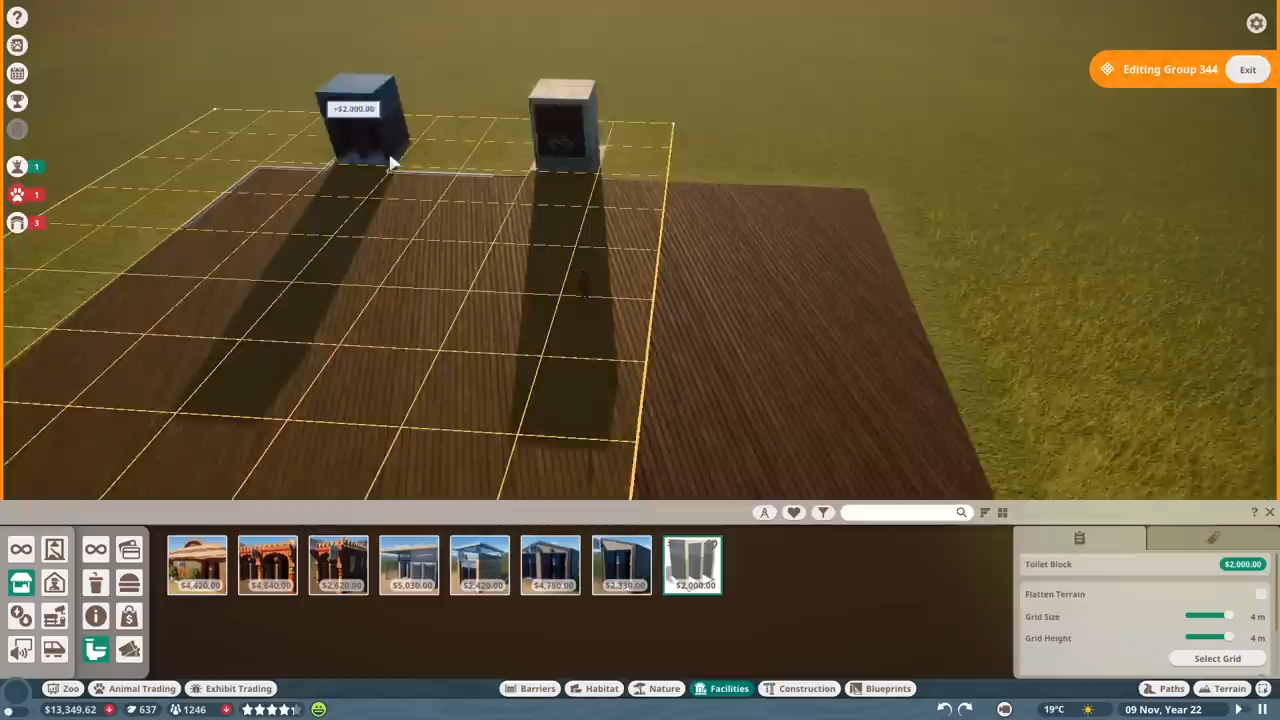 ?
Editing Group 344
Exit
-$2,000.00
1
1
3
? ×
$4,420.00
$4,840.00
$2,620.00
$5,030.00
$2,420.00
$4,750.00
$2,330.00
$2,000.00
Toilet Block
$2,000.00
Flatten Terrain
Grid Size
4 m
Grid Height
4 m
Select Grid
Zoo
Animal Trading
Exhibit Trading
Barriers
Habitat
Nature
Facilities
Construction
Blueprints
Paths
Terrain
$13,349.62
637
1246
19°C
09 Nov, Year 22